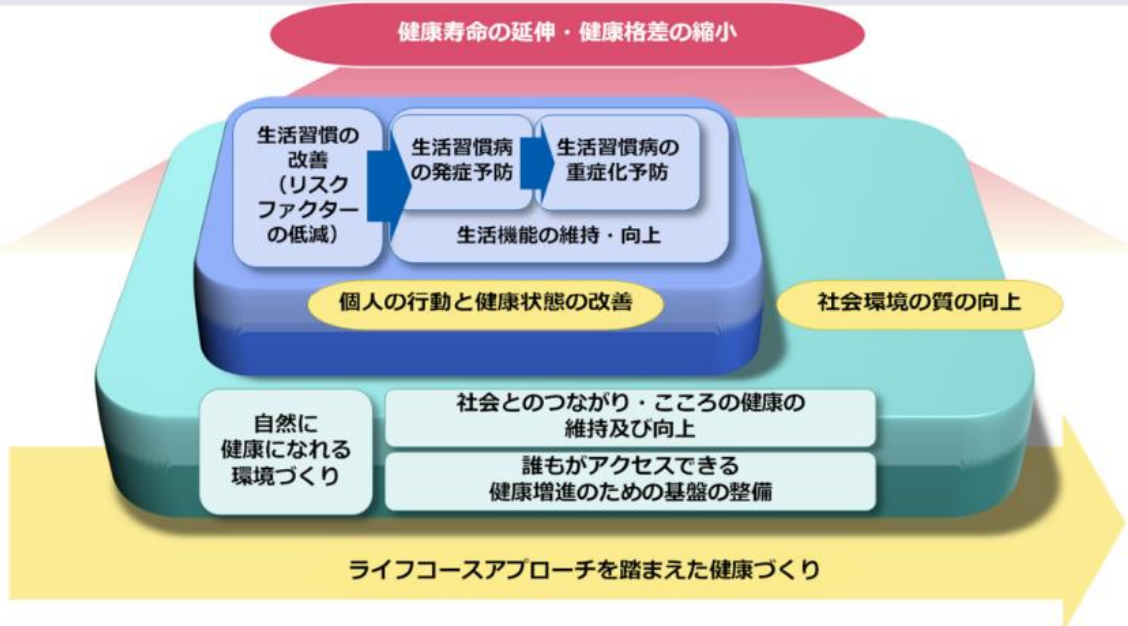 健康寿命の延伸・健康格差の縮小
生活習慣の
改善
（リスク
ファクター
の低減）
生活習慣病
の発症予防
生活習慣病の
重症化予防
生活機能の維持・向上
個人の行動と健康状態の改善
社会環境の質の向上
自然に
健康になれる
環境づくり
社会とのつながり・こころの健康の
維持及び向上
誰もがアクセスできる
健康増進のための基盤の整備
ライフコースアプローチを踏まえた健康づくり